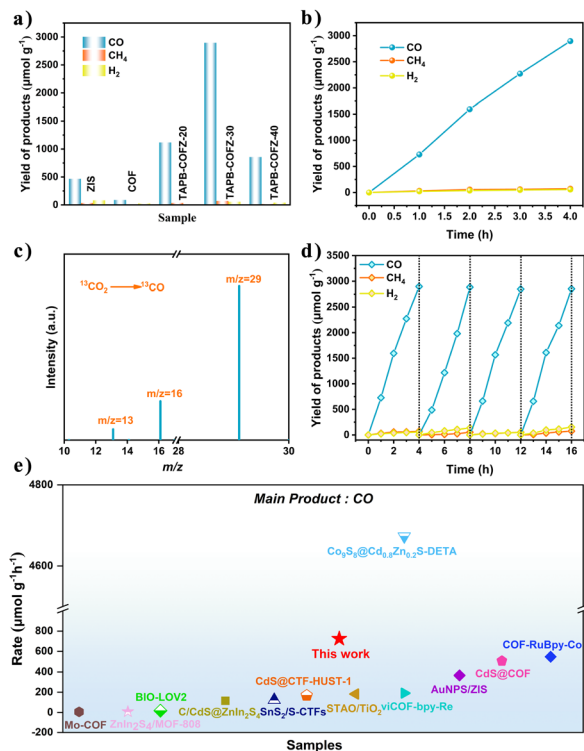 a)
Yield of products (μmol g⁻¹)
3000
2500
2000
1500
1000
500
0
CO
CH₄
H₂
ZIS
COF
TAPB-COFZ-20
TAPB-COFZ-30
TAPB-COFZ-40
Sample
b)
Yield of products (μmol g⁻¹)
3000
2500
2000
1500
1000
500
0
-500
CO
CH₄
H₂
0.0 0.5 1.0 1.5 2.0 2.5 3.0 3.5 4.0
Time (h)
c)
Intensity (a.u.)
¹³CO₂ ¹³CO
m/z=29
m/z=16
m/z=13
10 12 14 16 28 30
m/z
d)
Yield of products (μmol g⁻¹)
3500
3000
2500
2000
1500
1000
500
0
CO
CH₄
H₂
0 2 4 6 8 10 12 14 16
Time (h)
e)
Rate (μmol g⁻¹h⁻¹)
4800
4600
800
600
400
200
0
Main Product : CO
Co₉S₈@Cd₀.₈Zn₀.₂S-DETA
This work
COF-RuBpy-Co
CdS@COF
CdS@CTF-HUST-1
AuNPS/ZIS
BIO-LOV2
Mo-COF
ZnIn₂S₄/MOF-808
C/CdS@ZnIn₂S₄
SnS₂/S-CTFs
STAO/TiO₂
viCOF-bpy-Re
Samples